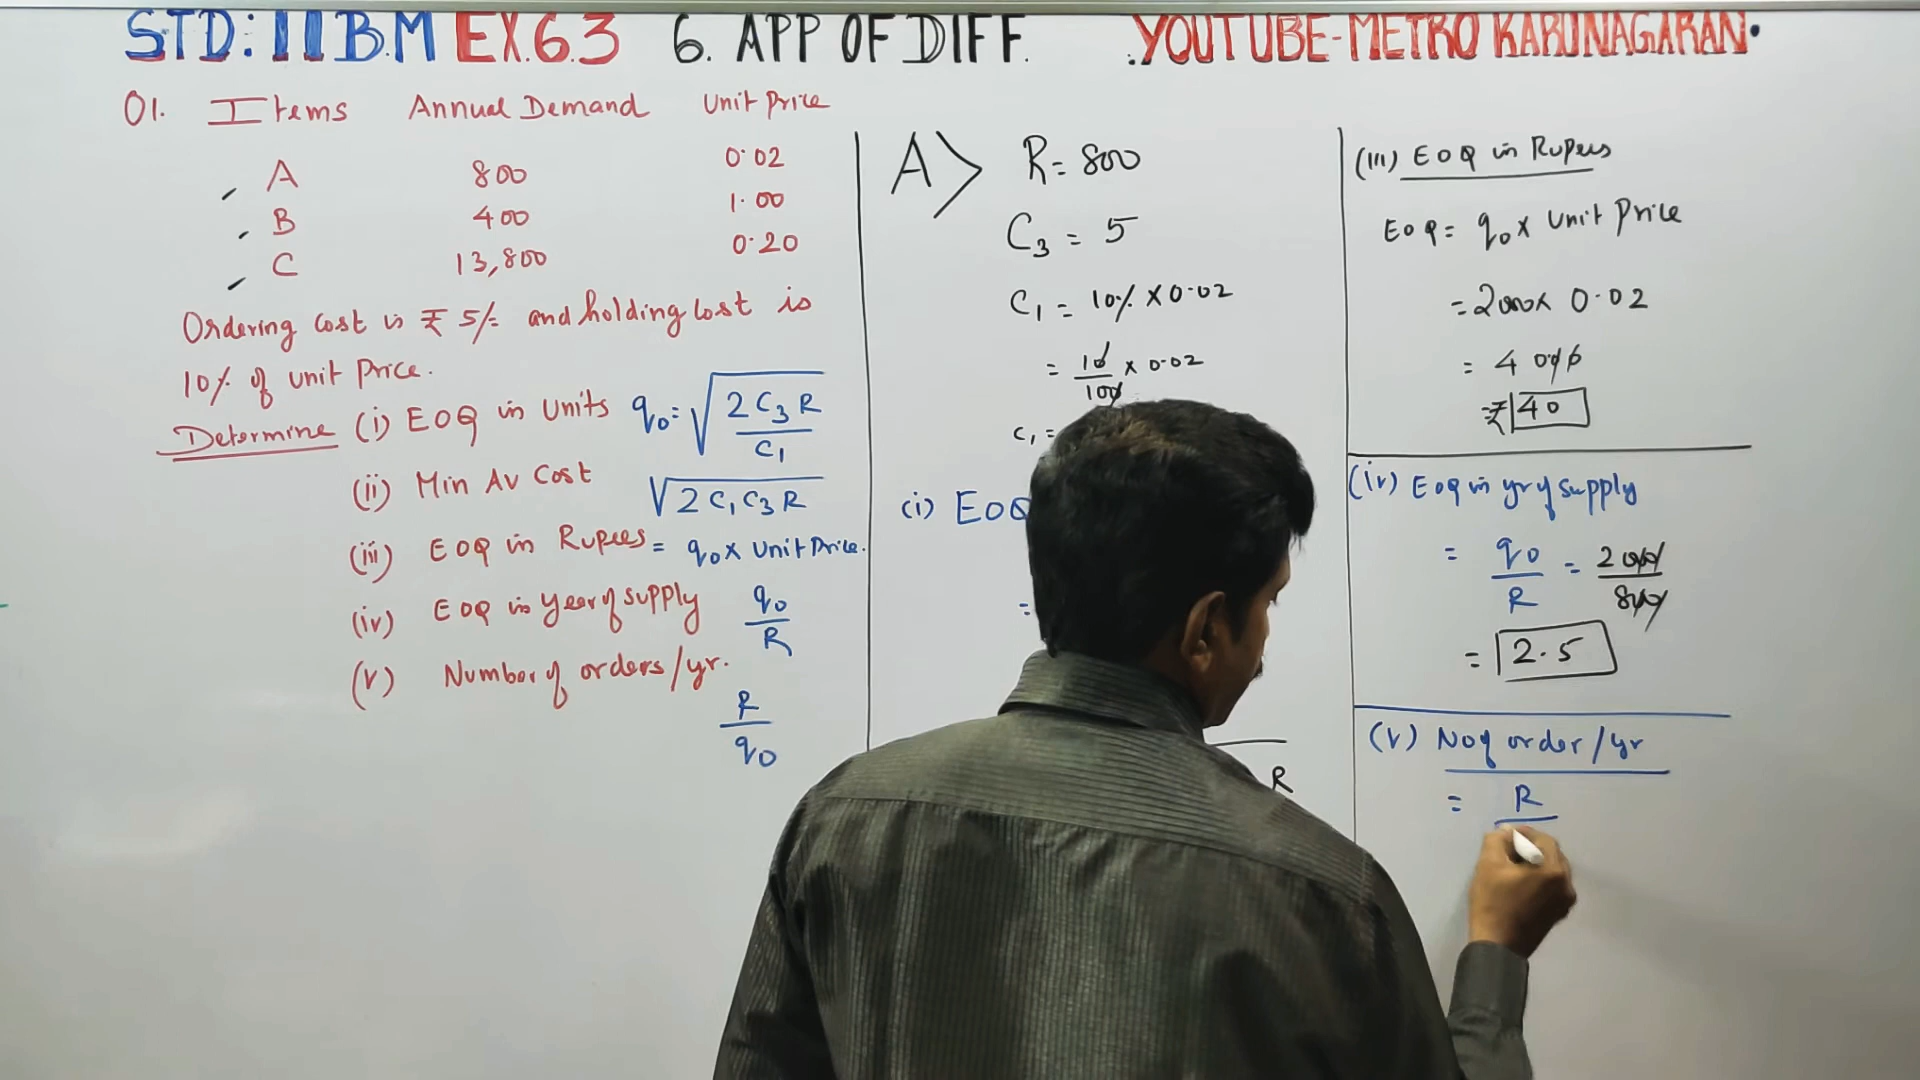 STD: 11 B.M EX.6.3 6. APP OF DIFF. YOUTUBE-METRO KARUNAGARAN.
01. Items Annual Demand Unit Price
A 800 0.02
B 400 1.00
C 13,800 0.20
Ordering Cost is ₹ 5/= and holding Cost is
10% of unit Price.
Determine (i) EOQ in Units q0 = √(2C3R/C1)
(ii) Min Av Cost √2C1C3R
(iii) EOQ in Rupees = q0 x Unit Price.
(iv) EOQ in year of supply q0/R
(v) Number of orders/yr.
R/q0
A> R = 800
C3 = 5
C1 = 10% X 0.02
= 10/100 x 0.02
C1 =
(i) EOQ
=
R
(iii) EOQ in Rupees
EOQ = q0 x Unit Price
= 2000 x 0.02
= 40.00
= ₹ 40
(iv) EOQ in yr of supply
= q0/R = 2000/800
= 2.5
(v) No of order/yr
= R